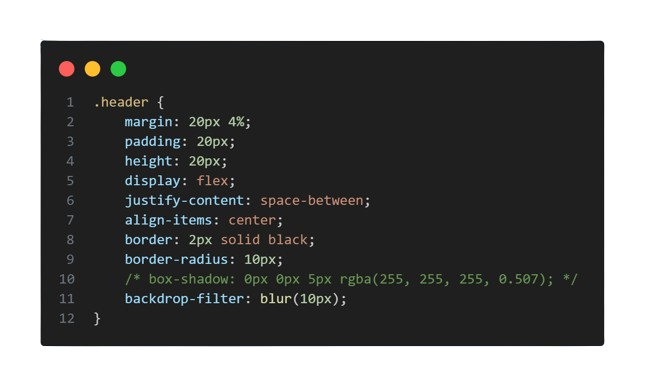 1 .header {
2     margin: 20px 4%;
3     padding: 20px;
4     height: 20px;
5     display: flex;
6     justify-content: space-between;
7     align-items: center;
8     border: 2px solid black;
9     border-radius: 10px;
10     /* box-shadow: 0px 0px 5px rgba(255, 255, 255, 0.507); */
11     backdrop-filter: blur(10px);
12 }